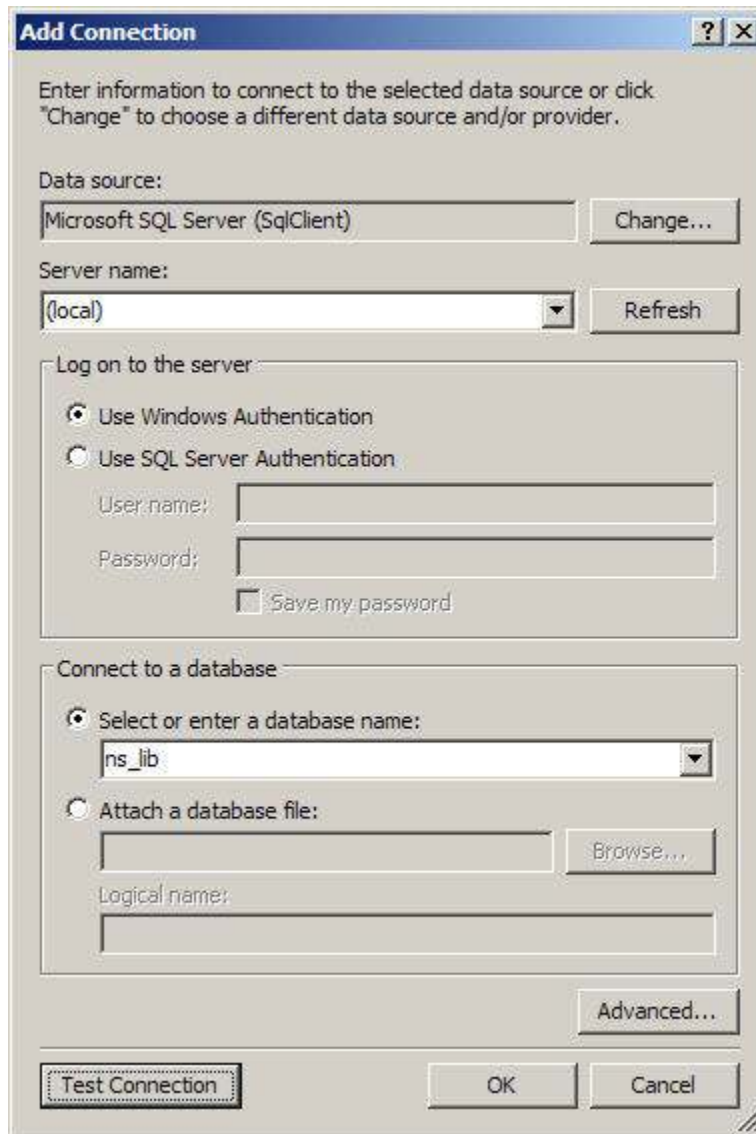 Add Connection
Enter information to connect to the selected data source or click
"Change" to choose a different data source and/or provider.
Data source:
Microsoft SQL Server (SqlClient)
Change...
Server name:
(local)
Refresh
Log on to the server
Use Windows Authentication
Use SQL Server Authentication
User name:
Password:
Save my password
Connect to a database
Select or enter a database name:
ns_lib
Attach a database file:
Browse...
Logical name:
Advanced...
Test Connection
OK
Cancel